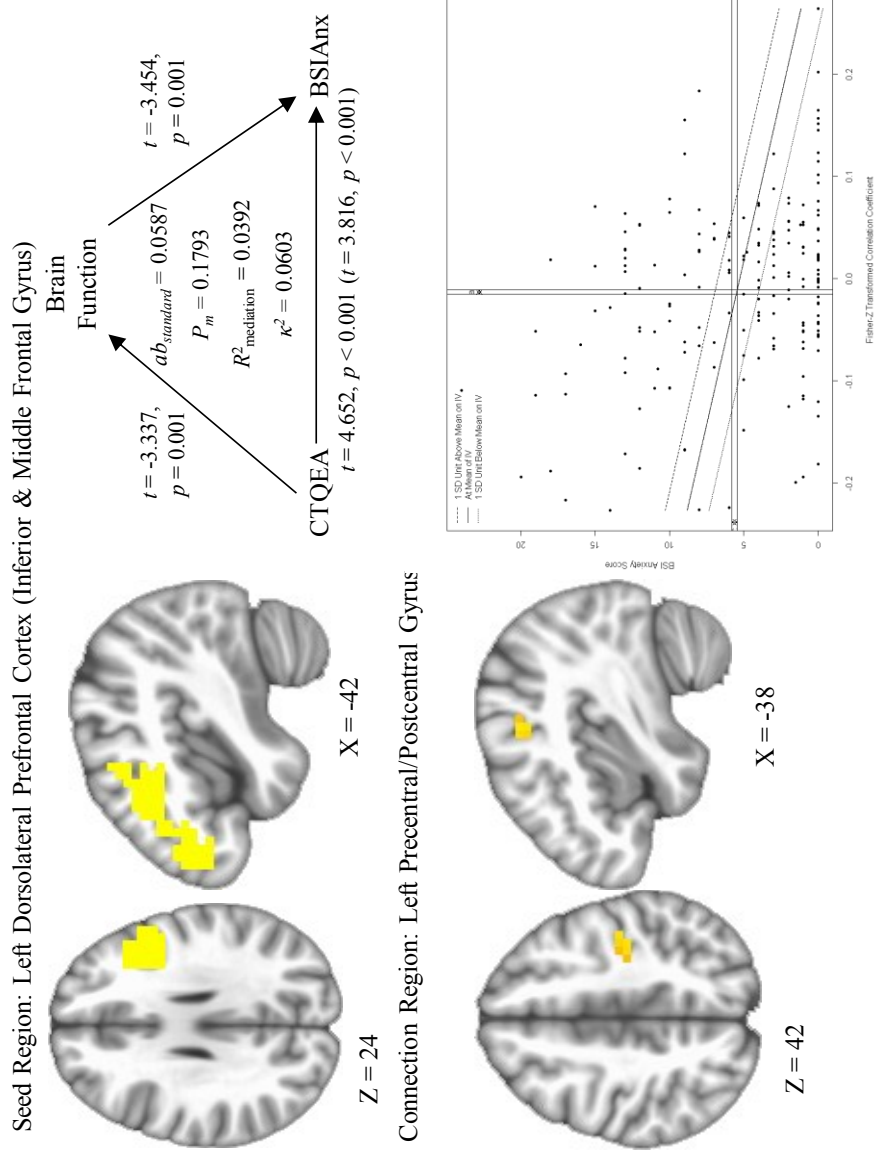 Seed Region: Left Dorsolateral Prefrontal Cortex (Inferior & Middle Frontal Gyrus)
Z = 24
X = -42
Brain
Function
t = -3.337,
p = 0.001
t = -3.454,
p = 0.001
ab_standard = 0.0587
P_m = 0.1793
R²_mediation = 0.0392
κ² = 0.0603
CTQEA
BSIAnx
t = 4.652, p < 0.001 (t = 3.816, p < 0.001)
Connection Region: Left Precentral/Postcentral Gyrus
Z = 42
X = -38
1 SD Unit Above Mean on IV
At Mean of IV
1 SD Unit Below Mean on IV
BSI Anxiety Score
20
15
10
5
0
-0.2
-0.1
0.0
0.1
0.2
Fisher-Z Transformed Correlation Coefficient